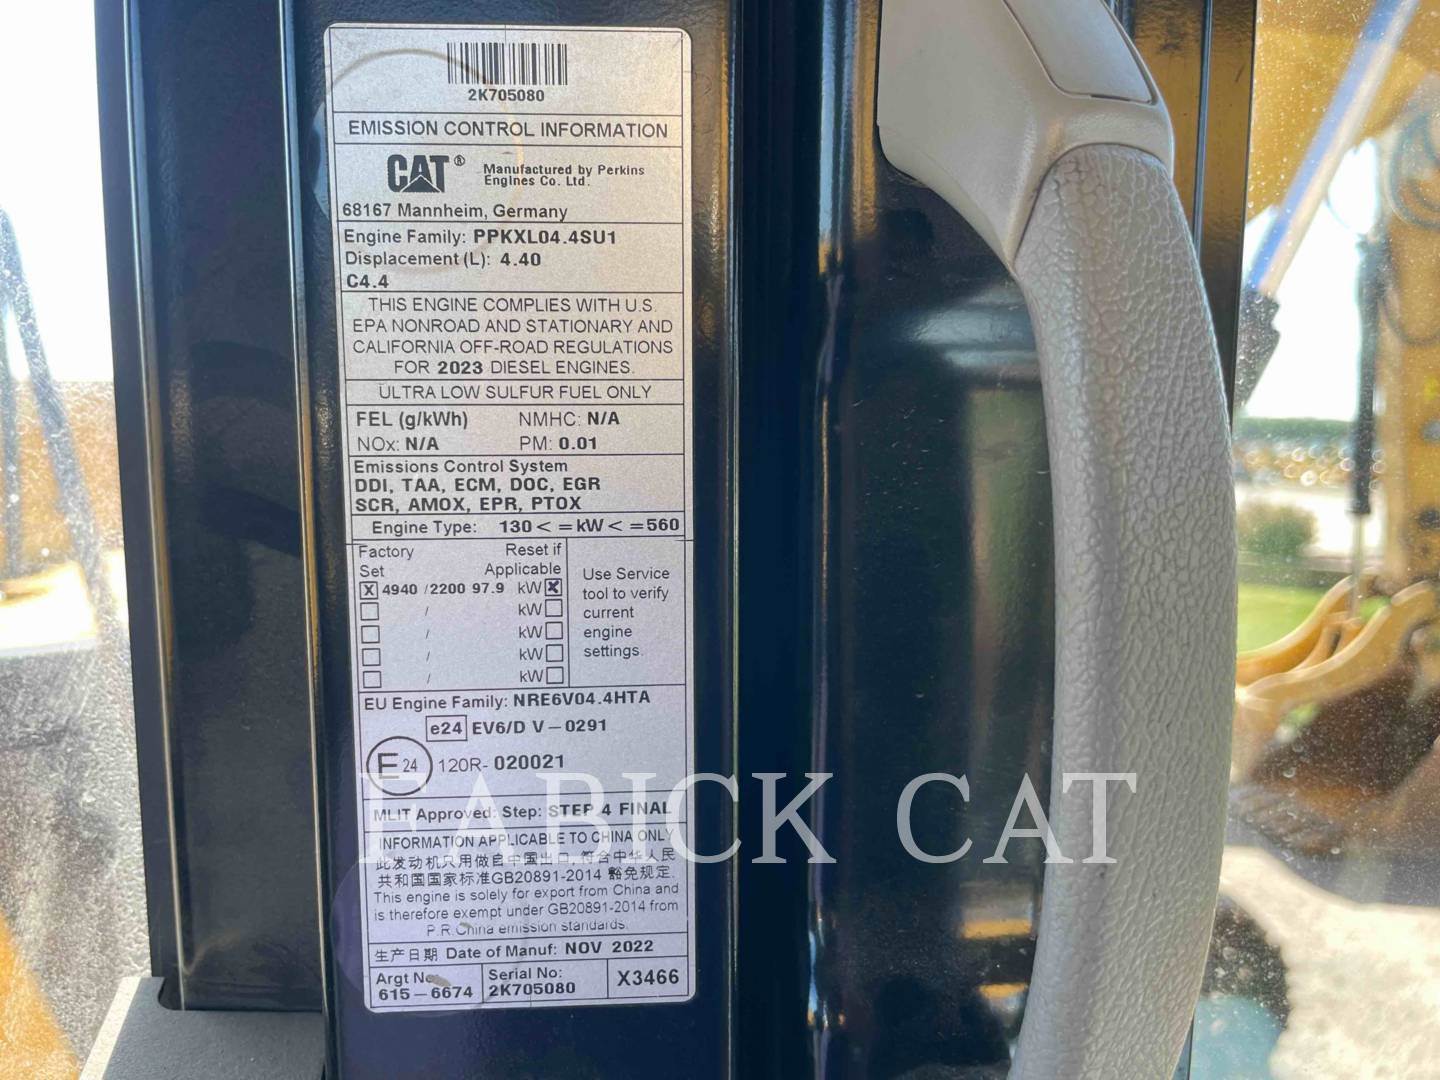 2K705080
EMISSION CONTROL INFORMATION
CAT® Manufactured by Perkins
Engines Co. Ltd.
68167 Mannheim, Germany
Engine Family: PPKXL04.4SU1
Displacement (L): 4.40
C4.4
THIS ENGINE COMPLIES WITH U.S.
EPA NONROAD AND STATIONARY AND
CALIFORNIA OFF-ROAD REGULATIONS
FOR 2023 DIESEL ENGINES.
ULTRA LOW SULFUR FUEL ONLY
FEL (g/kWh) NMHC: N/A
NOx: N/A PM: 0.01
Emissions Control System
DDI, TAA, ECM, DOC, EGR
SCR, AMOX, EPR, PTOX
Engine Type: 130 < = kW < = 560
Factory Reset if
Set Applicable
X 4940 / 2200 97.9 kW X
/ kW
/ kW
/ kW
kW
Use Service
tool to verify
current
engine
settings.
EU Engine Family: NRE6V04.4HTA
e24 EV6/D V-0291
E 24 120R- 020021
MLIT Approved: Step: STEP 4 FINAL
INFORMATION APPLICABLE TO CHINA ONLY
此发动机只用做自中国出口,符合中华人民
共和国国家标准GB20891-2014 豁免规定.
This engine is solely for export from China and
is therefore exempt under GB20891-2014 from
P.R.China emission standards.
生产日期 Date of Manuf: NOV 2022
Argt No
615-6674
Serial No:
2K705080
X3466
FABICK CAT